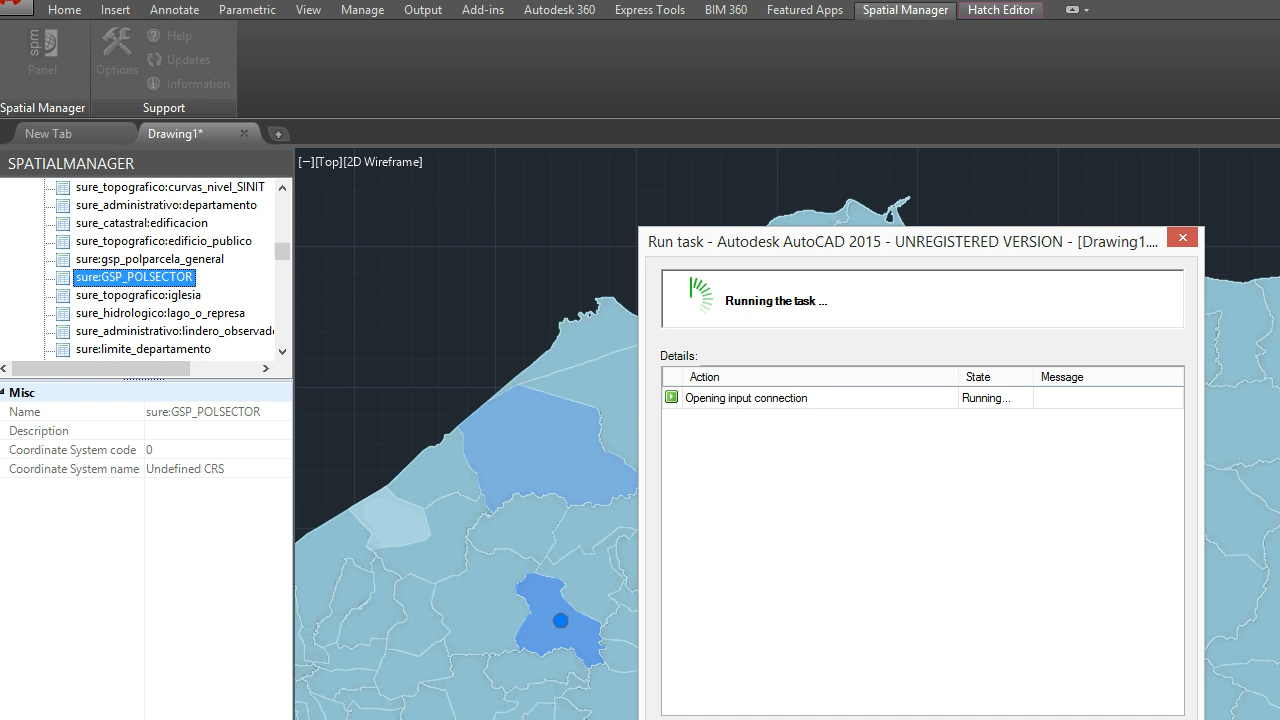 Home Insert Annotate Parametric View Manage Output Add-ins Autodesk 360 Express Tools BIM 360 Featured Apps Spatial Manager Hatch Editor
spm
Panel
Options
Help
Updates
Information
Spatial Manager
Support
New Tab
Drawing1*
SPATIALMANAGER
sure_topografico:curvas_nivel_SINIT
sure_administrativo:departamento
sure_catastral:edificacion
sure_topografico:edificio_publico
sure:gsp_polparcela_general
sure:GSP_POLSECTOR
sure_topografico:iglesia
sure_hidrologico:lago_o_represa
sure_administrativo:lindero_observado
sure:limite_departamento
Misc
Name sure:GSP_POLSECTOR
Description
Coordinate System code 0
Coordinate System name Undefined CRS
[−][Top][2D Wireframe]
Run task - Autodesk AutoCAD 2015 - UNREGISTERED VERSION - [Drawing1....
Running the task ...
Details:
Action State Message
Opening input connection Running...